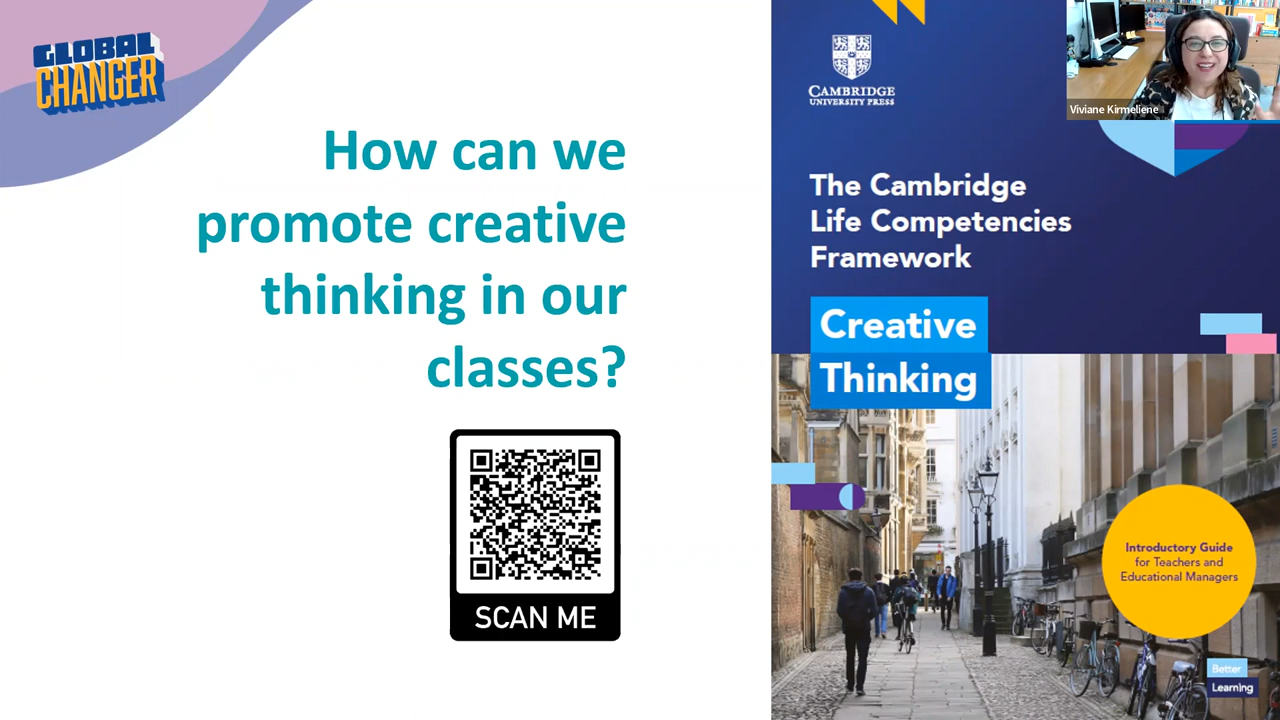 GLOBAL
CHANGER
How can we
promote creative
thinking in our
classes?
SCAN ME
CAMBRIDGE
UNIVERSITY PRESS
The Cambridge
Life Competencies
Framework
Creative
Thinking
Introductory Guide
for Teachers and
Educational Managers
Better
Learning
Viviane Kirmeliene